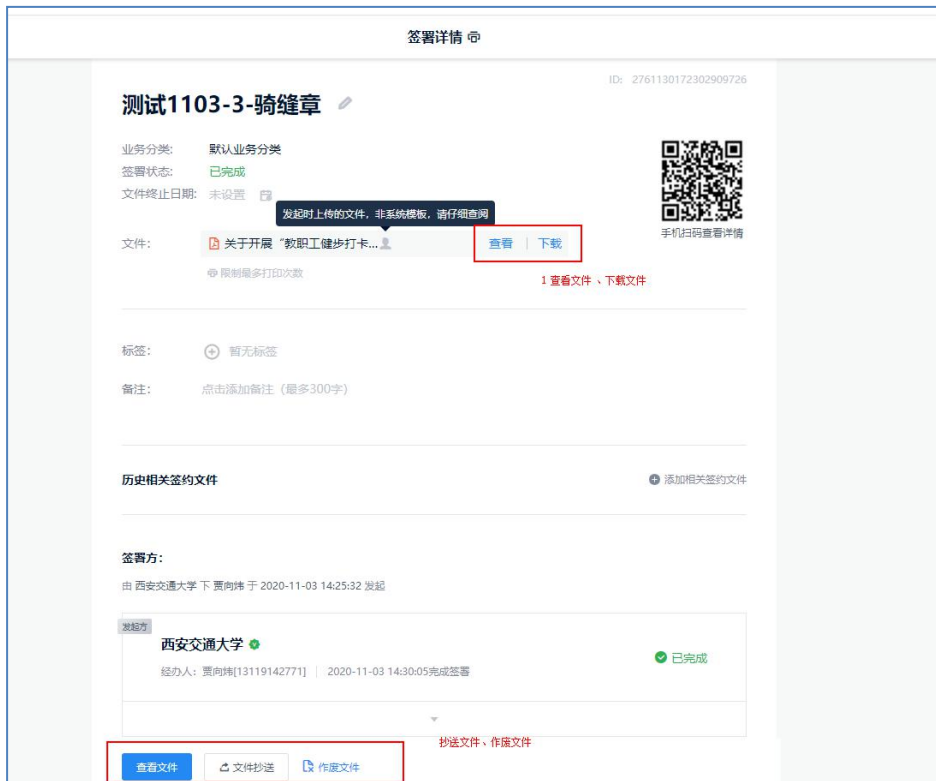 签署详情
ID: 2761130172302909726
测试1103-3-骑缝章
业务分类: 默认业务分类
签署状态: 已完成
文件终止日期: 未设置
发起时上传的文件，非系统模板，请仔细查阅
文件: 关于开展“教职工健步打卡... 查看 下载
手机扫码查看详情
限制最多打印次数
1 查看文件、下载文件
标签: 暂无标签
备注: 点击添加备注（最多300字）
历史相关签约文件 添加相关签约文件
签署方：
由 西安交通大学 下 贾向炜 于 2020-11-03 14:25:32 发起
发起方
西安交通大学
经办人：贾向炜[13119142771] 2020-11-03 14:30:05完成签署
已完成
抄送文件、作废文件
查看文件 文件抄送 作废文件